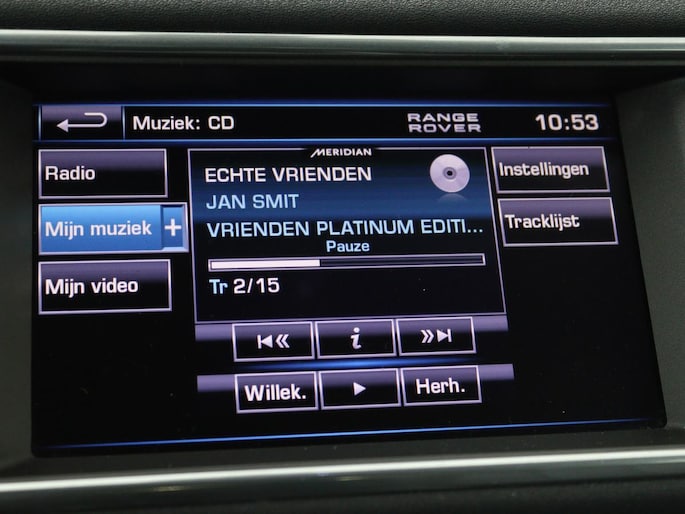 Muziek: CD
RANGE
ROVER
10:53
MERIDIAN
Radio
ECHTE VRIENDEN
Instellingen
JAN SMIT
Mijn muziek +
VRIENDEN PLATINUM EDITI...
Tracklijst
Pauze
Mijn video
Tr 2/15
i
Willek.
Herh.